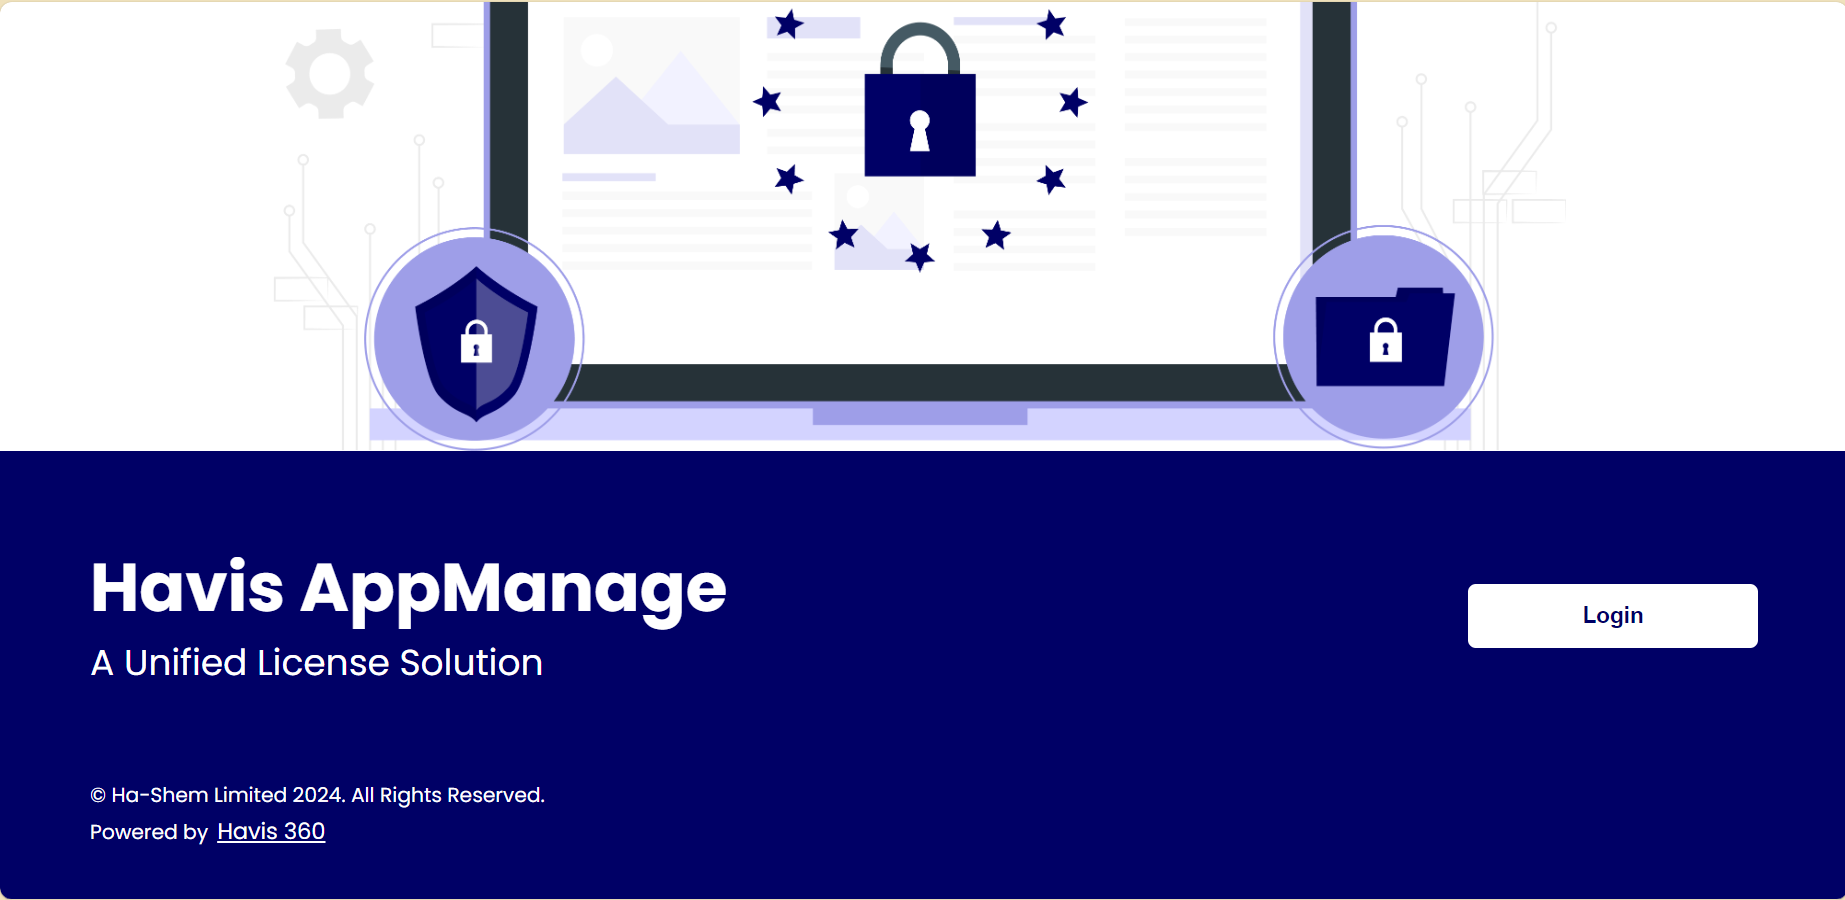 Havis AppManage
A Unified License Solution
Login
© Ha-Shem Limited 2024. All Rights Reserved.
Powered by Havis 360